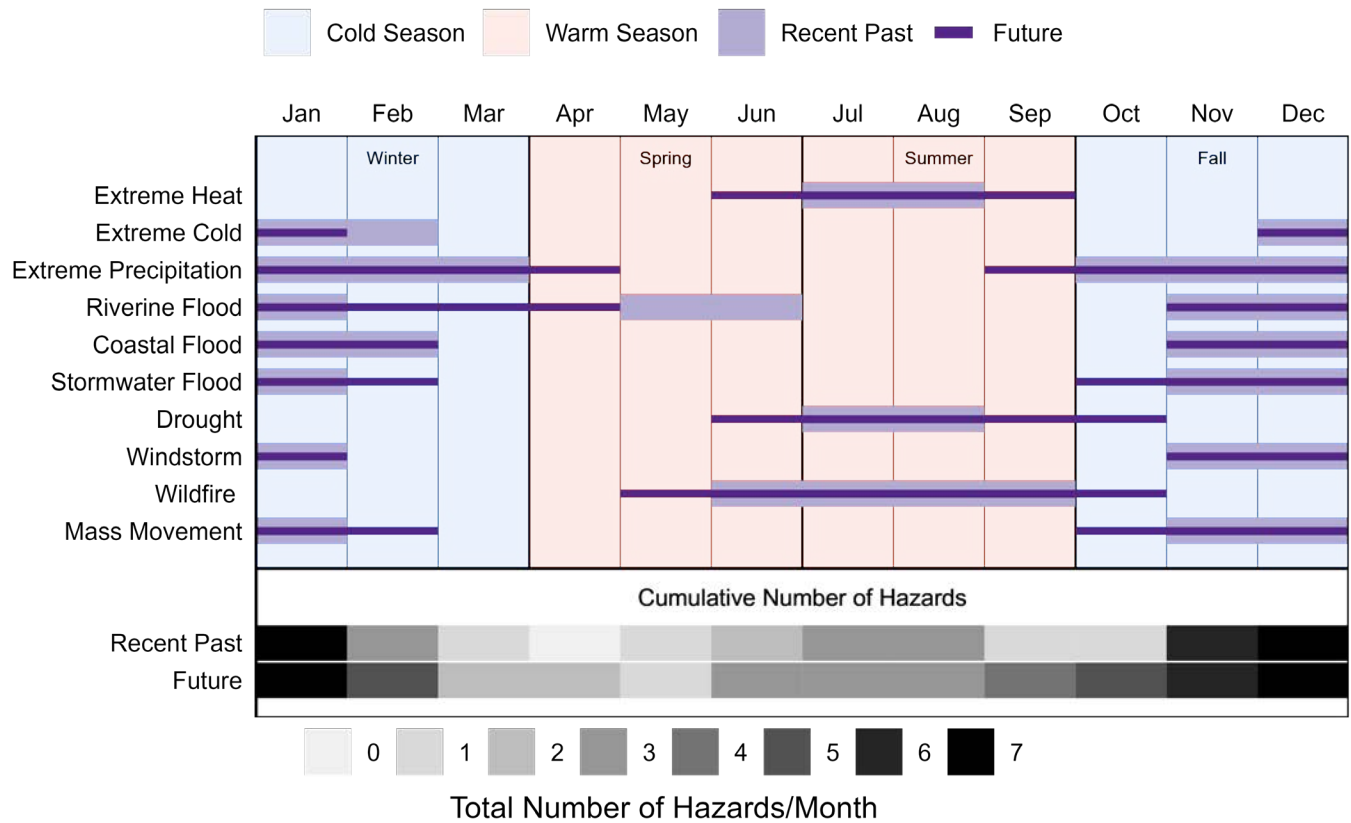 Cold Season Warm Season Recent Past Future
Jan Feb Mar Apr May Jun Jul Aug Sep Oct Nov Dec
Winter Spring Summer Fall
Extreme Heat
Extreme Cold
Extreme Precipitation
Riverine Flood
Coastal Flood
Stormwater Flood
Drought
Windstorm
Wildfire
Mass Movement
Cumulative Number of Hazards
Recent Past
Future
0 1 2 3 4 5 6 7
Total Number of Hazards/Month